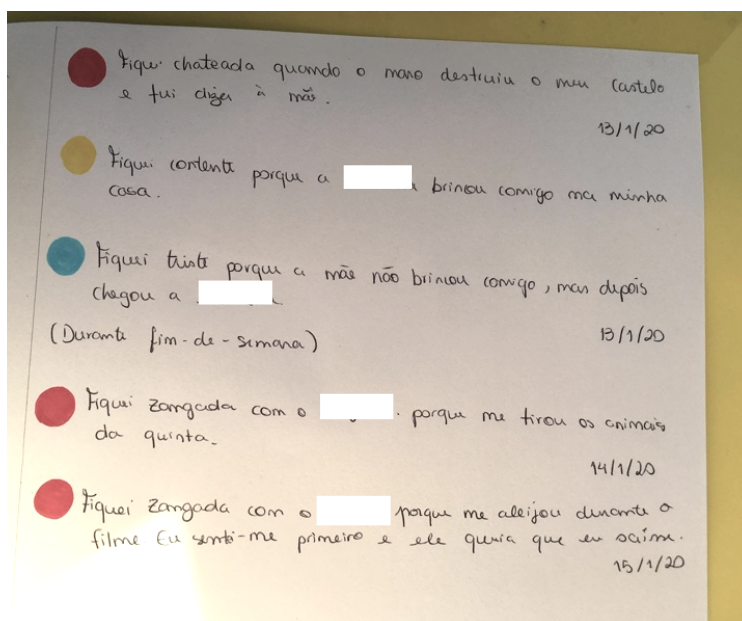 Fiquei chateada quando o mano destruiu o meu castelo
e fui dizer à mãe.
13/1/20
Fiquei contente porque a brincou comigo na minha
casa.
Fiquei triste porque a mãe não brincou comigo, mas depois
chegou a
(Durante fim-de-semana)
13/1/20
Fiquei zangada com o porque me tirou os animais
da quinta.
14/1/20
Fiquei zangada com o porque me aleijou durante o
filme Eu senti-me primeiro e ele queria que eu saísse.
15/1/20